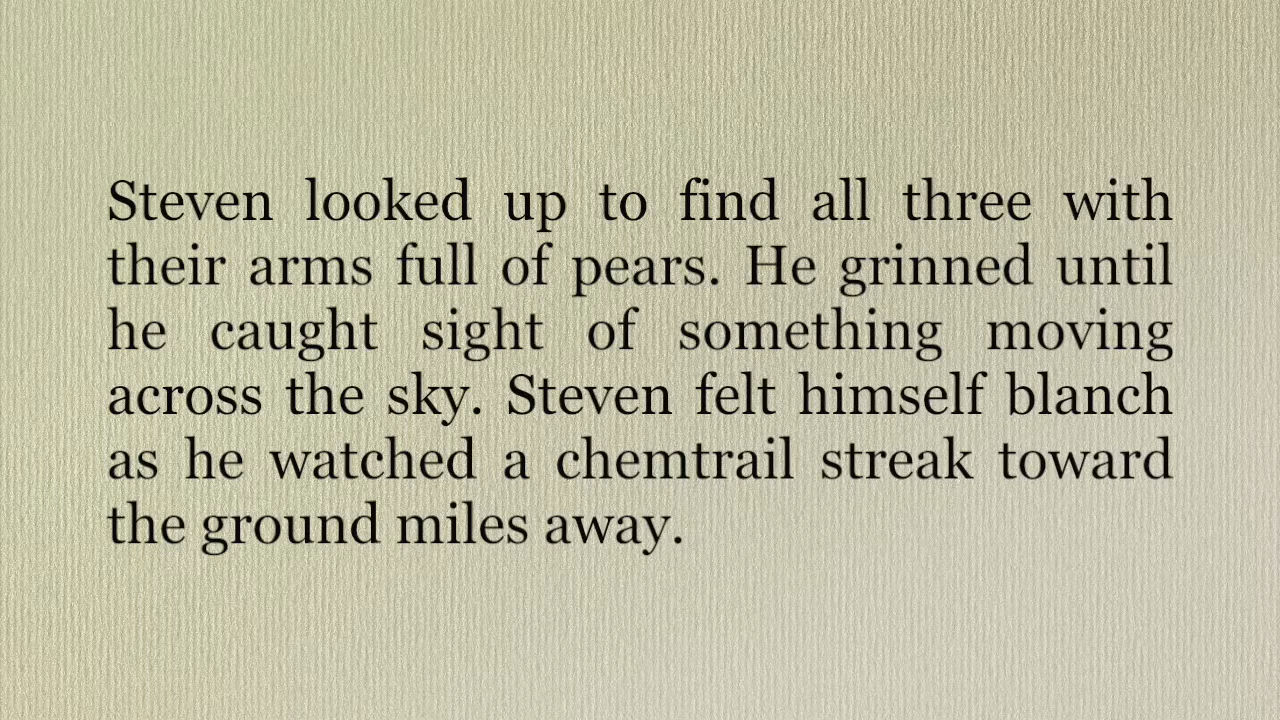 Steven looked up to find all three with
their arms full of pears. He grinned until
he caught sight of something moving
across the sky. Steven felt himself blanch
as he watched a chemtrail streak toward
the ground miles away.